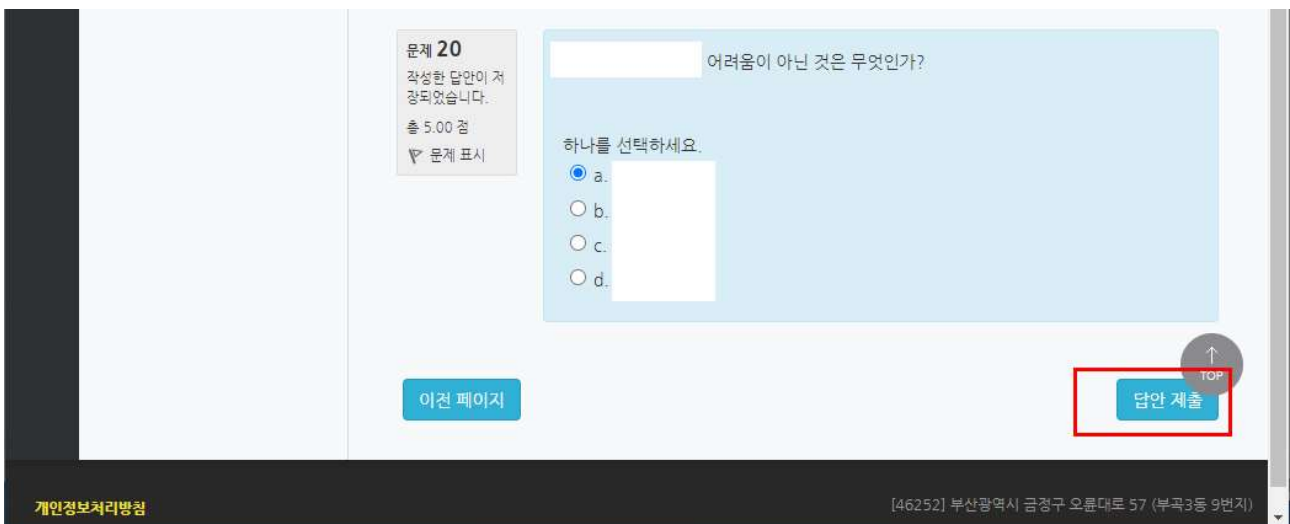 문제 20
작성한 답안이 저
장되었습니다.
총 5.00 점
문제 표시
어려움이 아닌 것은 무엇인가?
하나를 선택하세요.
a.
b.
c.
d.
TOP
이전 페이지
답안 제출
개인정보처리방침
[46252] 부산광역시 금정구 오륜대로 57 (부곡3동 9번지)